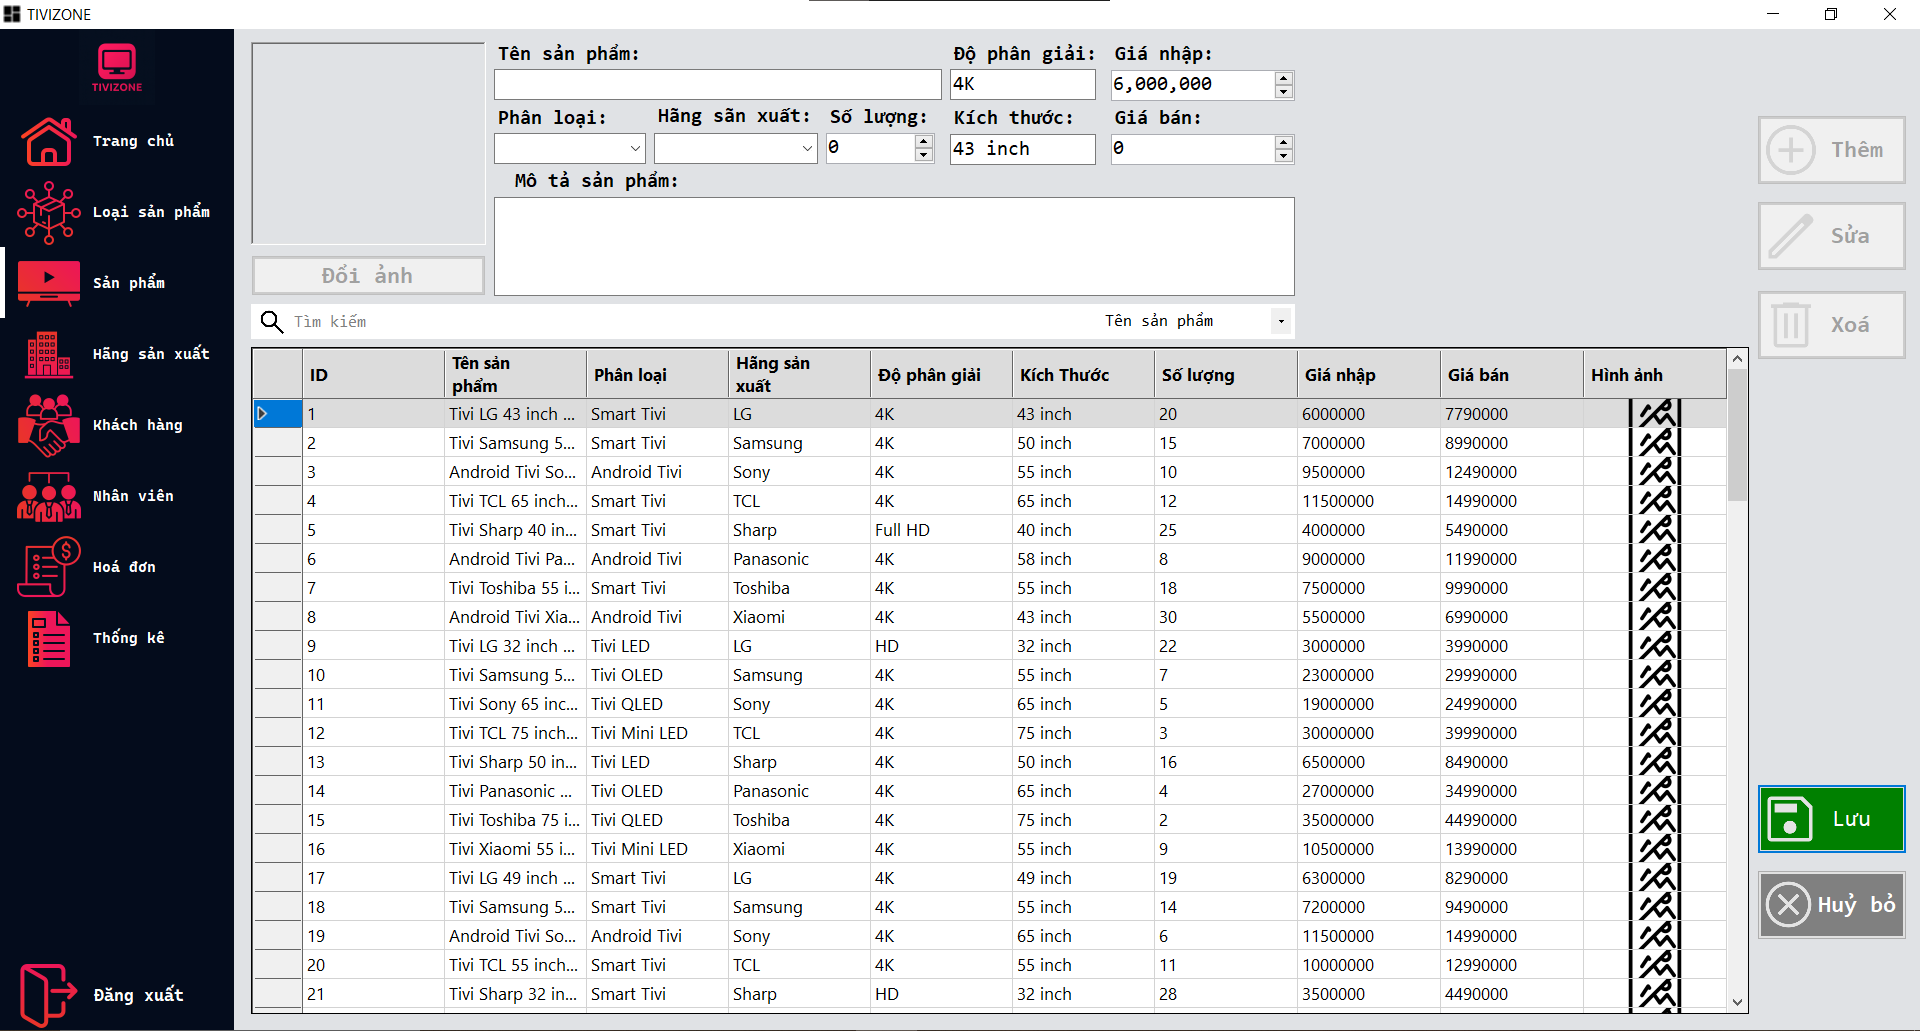 TIVIZONE
TIVIZONE
Trang chủ
Loại sản phẩm
Sản phẩm
Hãng sản xuất
Khách hàng
Nhân viên
Hoá đơn
Thống kê
Đăng xuất
Tên sản phẩm:
Độ phân giải:
Giá nhập:
4K
6,000,000
Phân loại:
Hãng sãn xuất:
Số lượng:
Kích thước:
Giá bán:
0
43 inch
0
Mô tả sản phẩm:
Đổi ảnh
Tìm kiếm
Tên sản phẩm
Thêm
Sửa
Xoá
Lưu
Huỷ bỏ
ID Tên sản phẩm Phân loại Hãng sản xuất Độ phân giải Kích Thước Số lượng Giá nhập Giá bán Hình ảnh
1 Tivi LG 43 inch ... Smart Tivi LG 4K 43 inch 20 6000000 7790000
2 Tivi Samsung 5... Smart Tivi Samsung 4K 50 inch 15 7000000 8990000
3 Android Tivi So... Android Tivi Sony 4K 55 inch 10 9500000 12490000
4 Tivi TCL 65 inch... Smart Tivi TCL 4K 65 inch 12 11500000 14990000
5 Tivi Sharp 40 in... Smart Tivi Sharp Full HD 40 inch 25 4000000 5490000
6 Android Tivi Pa... Android Tivi Panasonic 4K 58 inch 8 9000000 11990000
7 Tivi Toshiba 55 i... Smart Tivi Toshiba 4K 55 inch 18 7500000 9990000
8 Android Tivi Xia... Android Tivi Xiaomi 4K 43 inch 30 5500000 6990000
9 Tivi LG 32 inch ... Tivi LED LG HD 32 inch 22 3000000 3990000
10 Tivi Samsung 5... Tivi OLED Samsung 4K 55 inch 7 23000000 29990000
11 Tivi Sony 65 inc... Tivi QLED Sony 4K 65 inch 5 19000000 24990000
12 Tivi TCL 75 inch... Tivi Mini LED TCL 4K 75 inch 3 30000000 39990000
13 Tivi Sharp 50 in... Tivi LED Sharp 4K 50 inch 16 6500000 8490000
14 Tivi Panasonic ... Tivi OLED Panasonic 4K 65 inch 4 27000000 34990000
15 Tivi Toshiba 75 i... Tivi QLED Toshiba 4K 75 inch 2 35000000 44990000
16 Tivi Xiaomi 55 i... Tivi Mini LED Xiaomi 4K 55 inch 9 10500000 13990000
17 Tivi LG 49 inch ... Smart Tivi LG 4K 49 inch 19 6300000 8290000
18 Tivi Samsung 5... Smart Tivi Samsung 4K 55 inch 14 7200000 9490000
19 Android Tivi So... Android Tivi Sony 4K 65 inch 6 11500000 14990000
20 Tivi TCL 55 inch... Smart Tivi TCL 4K 55 inch 11 10000000 12990000
21 Tivi Sharp 32 in... Smart Tivi Sharp HD 32 inch 28 3500000 4490000